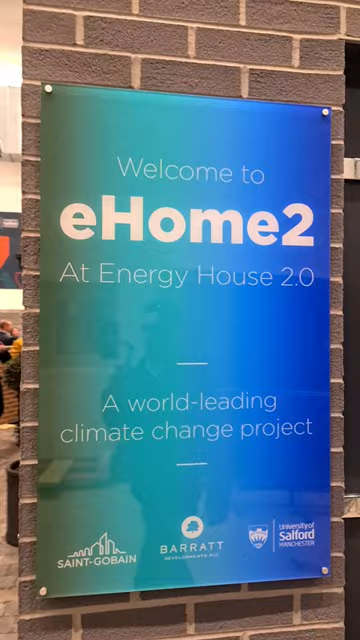 Welcome to
eHome2
At Energy House 2.0
A world-leading
climate change project
SAINT-GOBAIN
BARRATT
DEVELOPMENTS PLC
University of
Salford
MANCHESTER